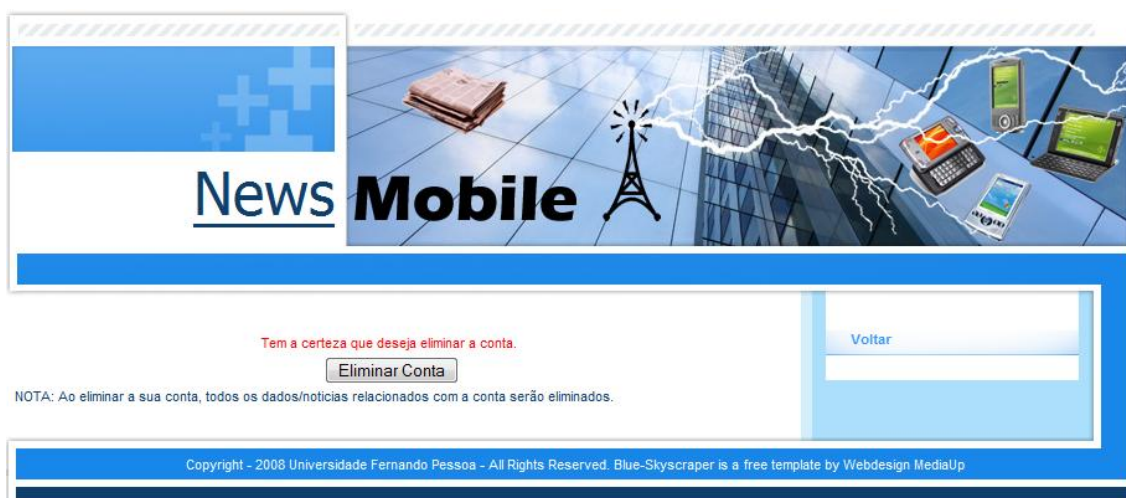 News Mobile
Tem a certeza que deseja eliminar a conta.
Eliminar Conta
NOTA: Ao eliminar a sua conta, todos os dados/noticias relacionados com a conta serão eliminados.
Voltar
Copyright - 2008 Universidade Fernando Pessoa - All Rights Reserved. Blue-Skyscraper is a free template by Webdesign MediaUp